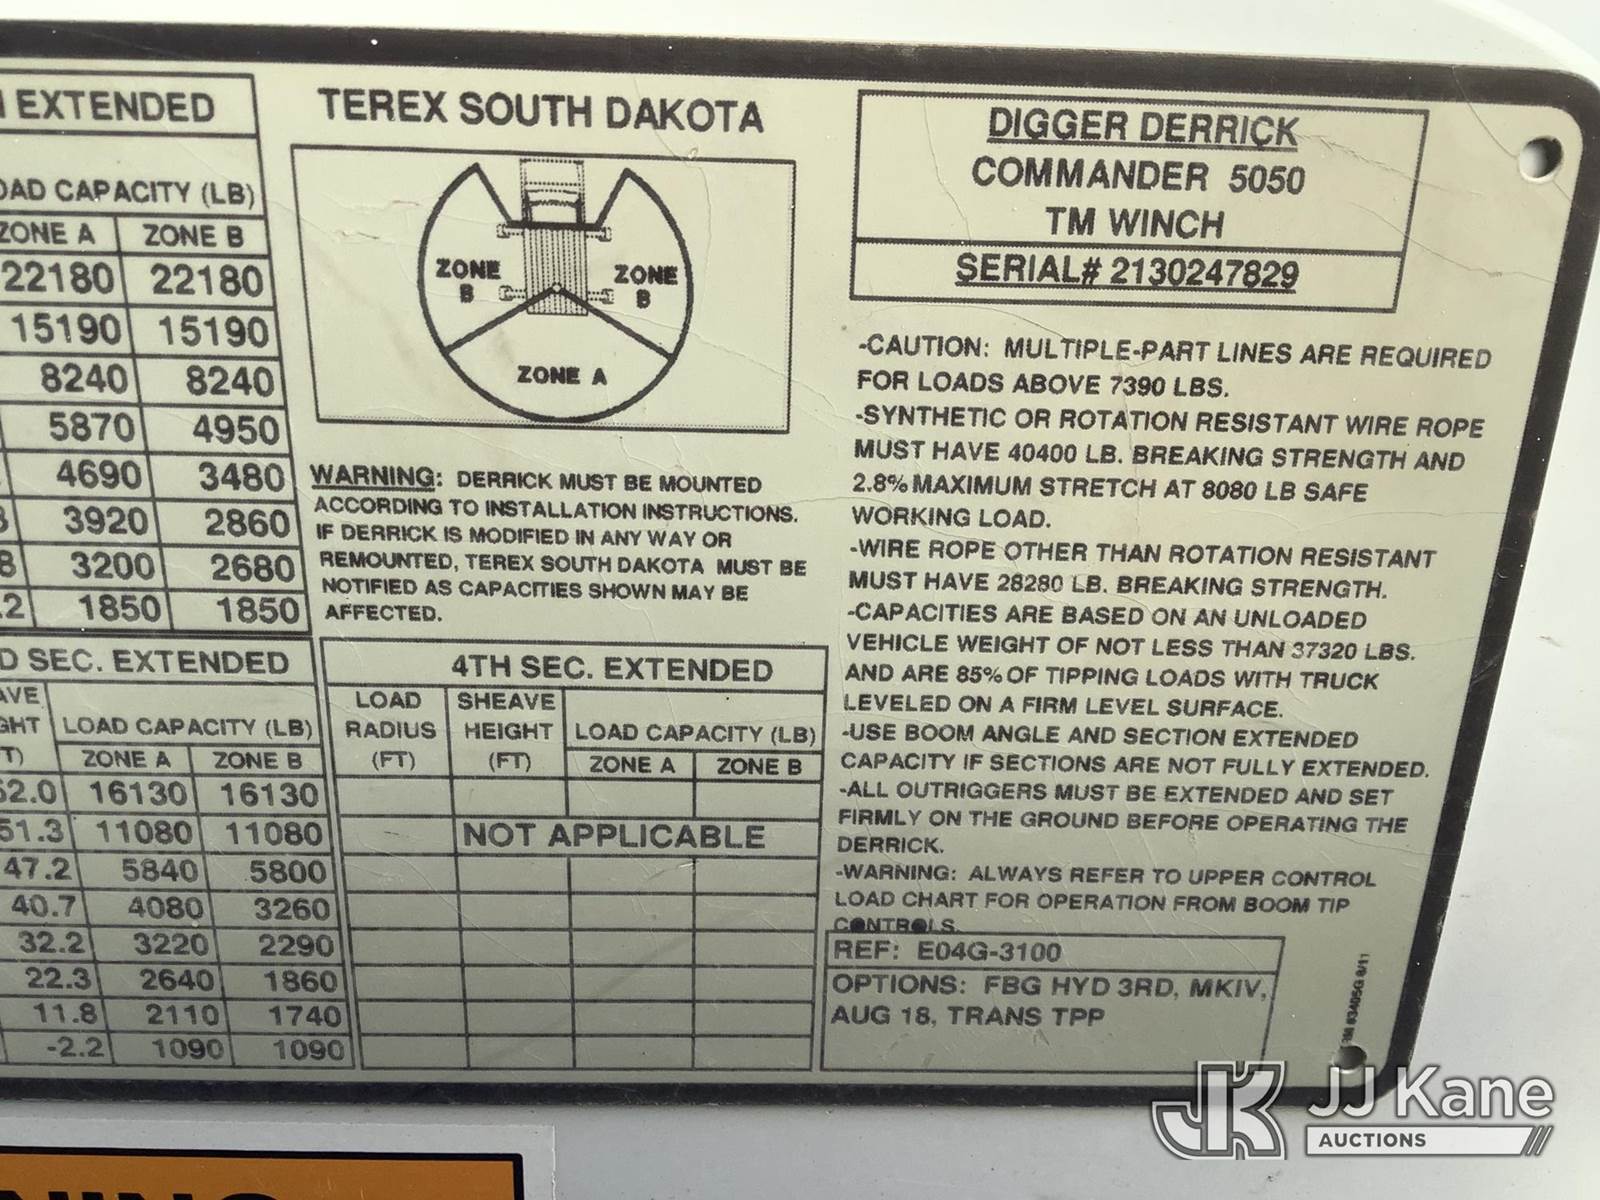 EXTENDED
LOAD CAPACITY (LB)
ZONE A ZONE B
22180 22180
15190 15190
8240 8240
5870 4950
4690 3480
3920 2860
8 3200 2680
.2 1850 1850
TEREX SOUTH DAKOTA
ZONE B
ZONE B
ZONE A
WARNING: DERRICK MUST BE MOUNTED
ACCORDING TO INSTALLATION INSTRUCTIONS.
IF DERRICK IS MODIFIED IN ANY WAY OR
REMOUNTED, TEREX SOUTH DAKOTA MUST BE
NOTIFIED AS CAPACITIES SHOWN MAY BE
AFFECTED.
DIGGER DERRICK
COMMANDER 5050
TM WINCH
SERIAL# 2130247829
-CAUTION: MULTIPLE-PART LINES ARE REQUIRED
FOR LOADS ABOVE 7390 LBS.
-SYNTHETIC OR ROTATION RESISTANT WIRE ROPE
MUST HAVE 40400 LB. BREAKING STRENGTH AND
2.8% MAXIMUM STRETCH AT 8080 LB SAFE
WORKING LOAD.
-WIRE ROPE OTHER THAN ROTATION RESISTANT
MUST HAVE 28280 LB. BREAKING STRENGTH.
-CAPACITIES ARE BASED ON AN UNLOADED
VEHICLE WEIGHT OF NOT LESS THAN 37320 LBS.
AND ARE 85% OF TIPPING LOADS WITH TRUCK
LEVELED ON A FIRM LEVEL SURFACE.
-USE BOOM ANGLE AND SECTION EXTENDED
CAPACITY IF SECTIONS ARE NOT FULLY EXTENDED.
-ALL OUTRIGGERS MUST BE EXTENDED AND SET
FIRMLY ON THE GROUND BEFORE OPERATING THE
DERRICK.
-WARNING: ALWAYS REFER TO UPPER CONTROL
LOAD CHART FOR OPERATION FROM BOOM TIP
CONTROLS.
REF: E04G-3100
OPTIONS: FBG HYD 3RD, MKIV,
AUG 18, TRANS TPP
D SEC. EXTENDED
LOAD CAPACITY (LB)
ZONE A ZONE B
52.0 16130 16130
51.3 11080 11080
47.2 5840 5800
40.7 4080 3260
32.2 3220 2290
22.3 2640 1860
11.8 2110 1740
-2.2 1090 1090
4TH SEC. EXTENDED
LOAD RADIUS (FT) SHEAVE HEIGHT (FT) LOAD CAPACITY (LB)
ZONE A ZONE B
NOT APPLICABLE
JJ Kane
AUCTIONS